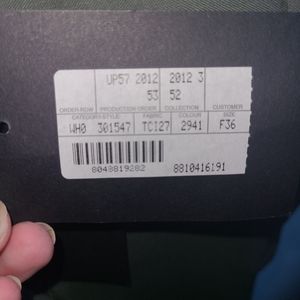 UP57 2012 2012 3
53 52
ORDER-ROW PRODUCTION ORDER COLLECTION CUSTOMER
CATEGORY-STYLE FABRIC COLOUR SIZE
WHO 301547 TC127 2941 F36
8043819282 8810416191